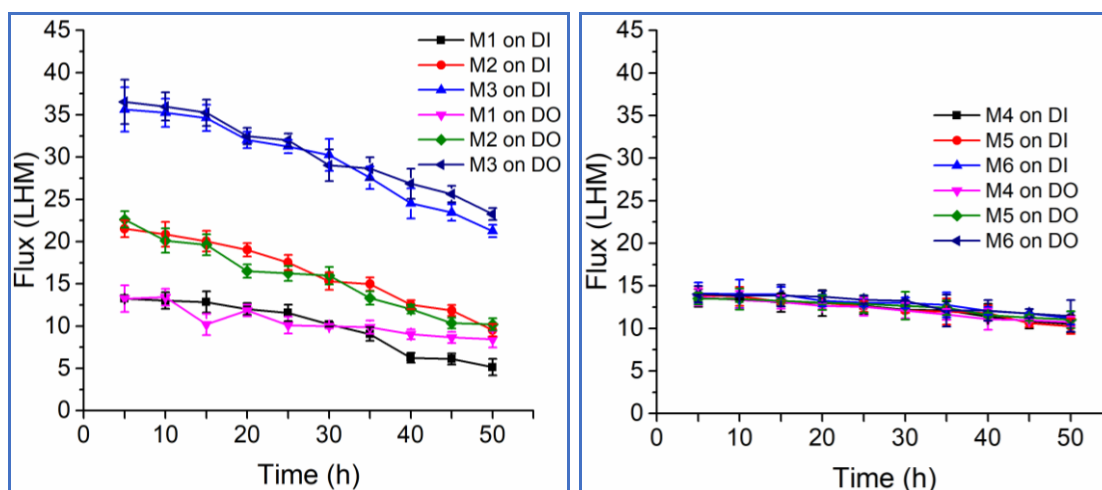 45
40
35
30
25
20
15
10
5
0
Flux (LHM)
M1 on DI
M2 on DI
M3 on DI
M1 on DO
M2 on DO
M3 on DO
0 10 20 30 40 50
Time (h)
45
40
35
30
25
20
15
10
5
0
Flux (LHM)
M4 on DI
M5 on DI
M6 on DI
M4 on DO
M5 on DO
M6 on DO
0 10 20 30 40 50
Time (h)